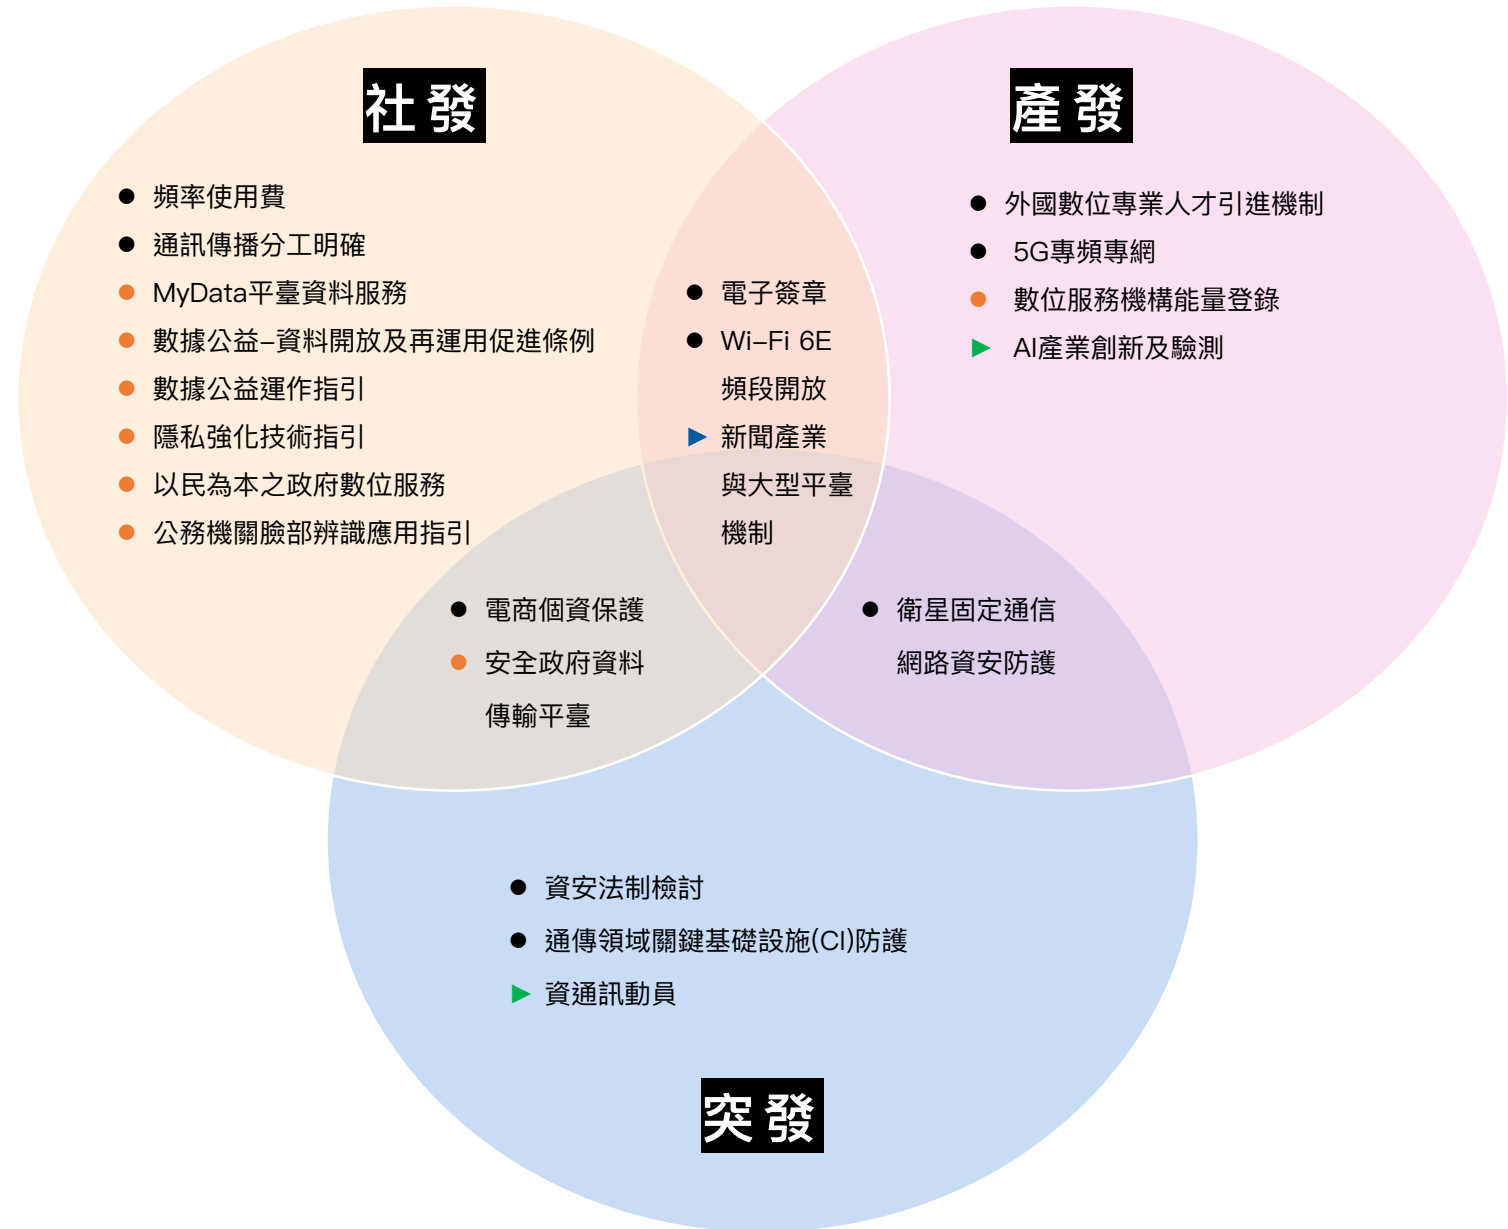 社發
● 頻率使用費
● 通訊傳播分工明確
● MyData平臺資料服務
● 數據公益–資料開放及再運用促進條例
● 數據公益運作指引
● 隱私強化技術指引
● 以民為本之政府數位服務
● 公務機關臉部辨識應用指引
產發
● 外國數位專業人才引進機制
● 5G專頻專網
● 數位服務機構能量登錄
► AI產業創新及驗測
● 電子簽章
● Wi–Fi 6E
頻段開放
► 新聞產業
與大型平臺
機制
● 電商個資保護
● 安全政府資料
傳輸平臺
● 衛星固定通信
網路資安防護
● 資安法制檢討
● 通傳領域關鍵基礎設施(CI)防護
► 資通訊動員
突發